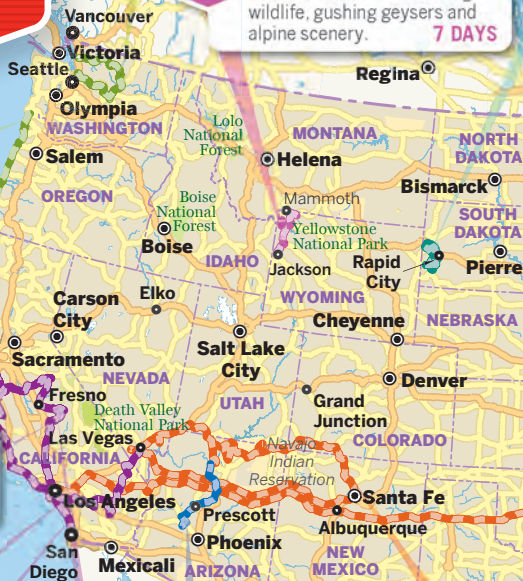 wildlife, gushing geysers and
alpine scenery.
7 DAYS
Vancouver
Victoria
Seattle
Regina
Olympia
WASHINGTON
Lolo
National
Forest
MONTANA
NORTH
DAKOTA
Salem
Helena
Bismarck
OREGON
Boise
National
Forest
Mammoth
SOUTH
DAKOTA
Yellowstone
National Park
Boise
IDAHO
Jackson
Rapid
City
Pierre
Carson
City
Elko
WYOMING
Cheyenne
NEBRASKA
Sacramento
Salt Lake
City
NEVADA
Denver
Fresno
UTAH
Grand
Junction
Death Valley
National Park
Las Vegas
COLORADO
CALIFORNIA
Navajo
Indian
Reservation
Los Angeles
Santa Fe
Prescott
Albuquerque
San
Diego
Phoenix
Mexicali
ARIZONA
NEW
MEXICO